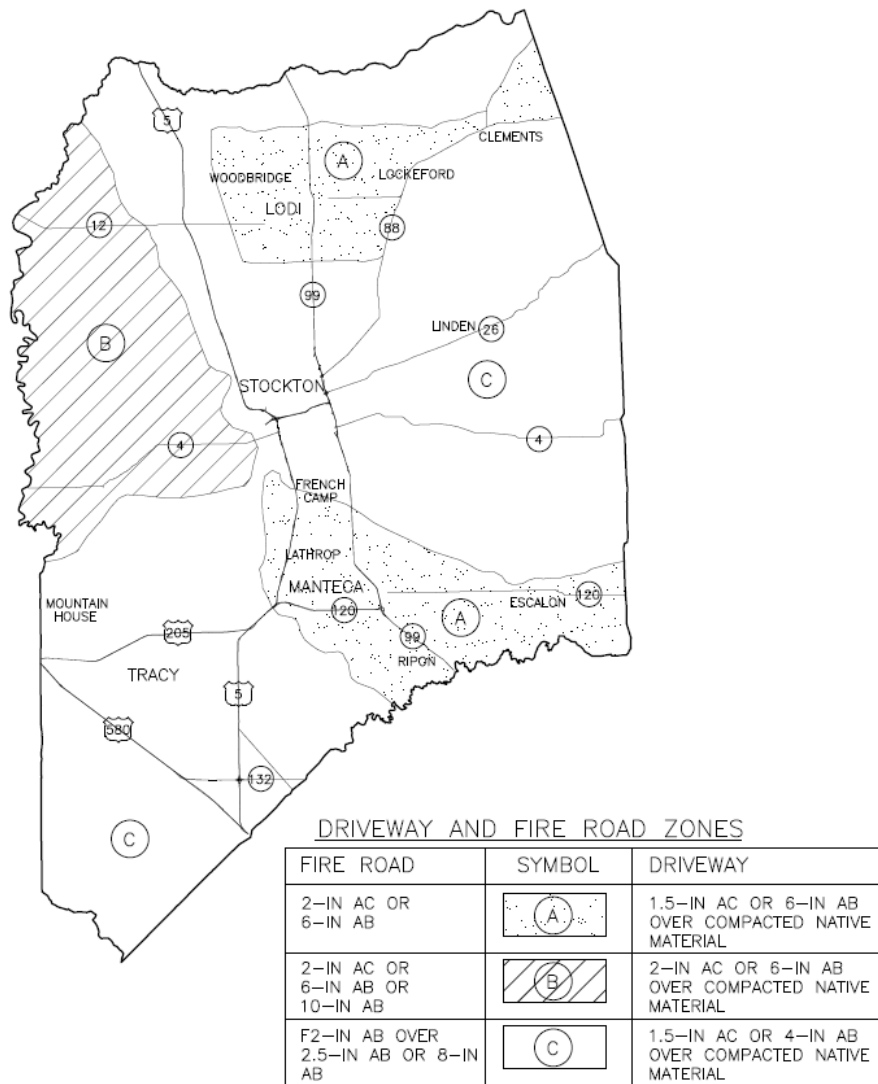 5
CLEMENTS
A
WOODBRIDGE
LOCKEFORD
LODI
12
88
99
LINDEN
26
B
C
STOCKTON
4
4
FRENCH
CAMP
LATHROP
MANTECA
ESCALON
120
MOUNTAIN
HOUSE
120
A
205
99
RIPON
TRACY
5
580
132
C
DRIVEWAY AND FIRE ROAD ZONES
FIRE ROAD SYMBOL DRIVEWAY
2-IN AC OR
6-IN AB
A
1.5-IN AC OR 6-IN AB
OVER COMPACTED NATIVE
MATERIAL
2-IN AC OR
6-IN AB OR
10-IN AB
B
2-IN AC OR 6-IN AB
OVER COMPACTED NATIVE
MATERIAL
F2-IN AB OVER
2.5-IN AB OR 8-IN
AB
C
1.5-IN AC OR 4-IN AB
OVER COMPACTED NATIVE
MATERIAL